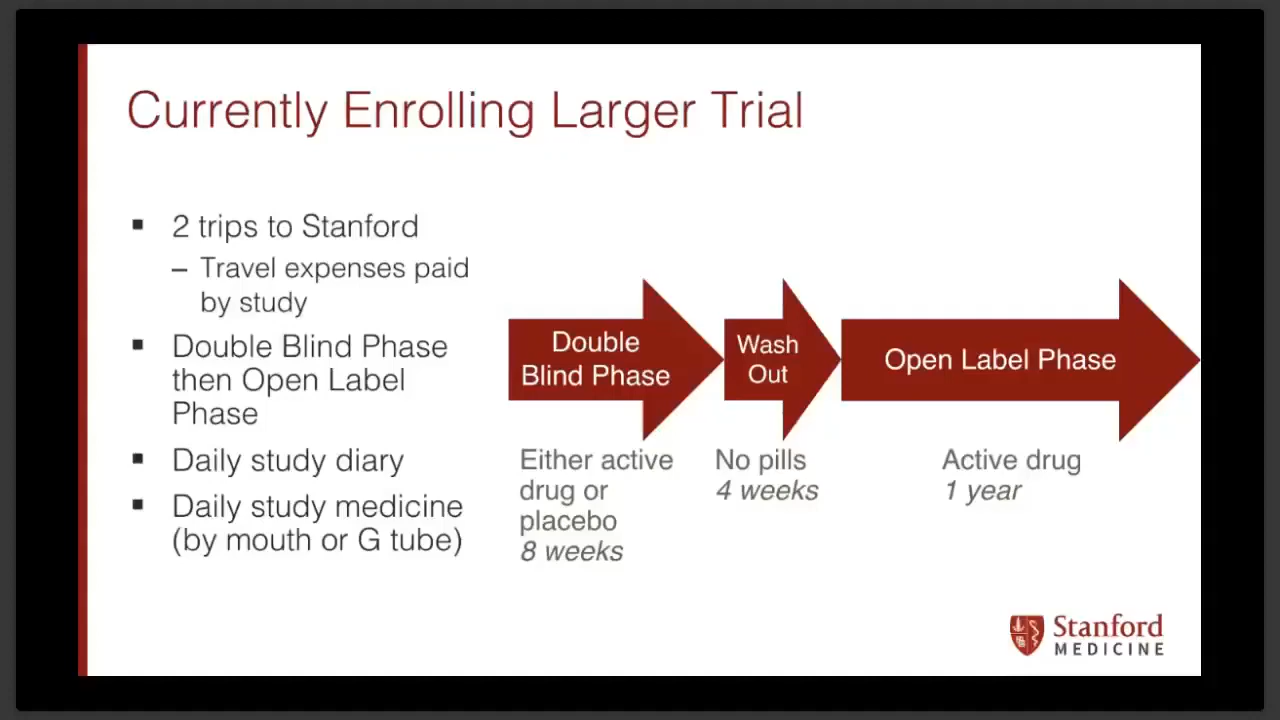 Currently Enrolling Larger Trial
▪ 2 trips to Stanford
– Travel expenses paid
by study
▪ Double Blind Phase
then Open Label
Phase
▪ Daily study diary
▪ Daily study medicine
(by mouth or G tube)
Double
Blind Phase
Either active
drug or
placebo
8 weeks
Wash
Out
No pills
4 weeks
Open Label Phase
Active drug
1 year
Stanford
MEDICINE